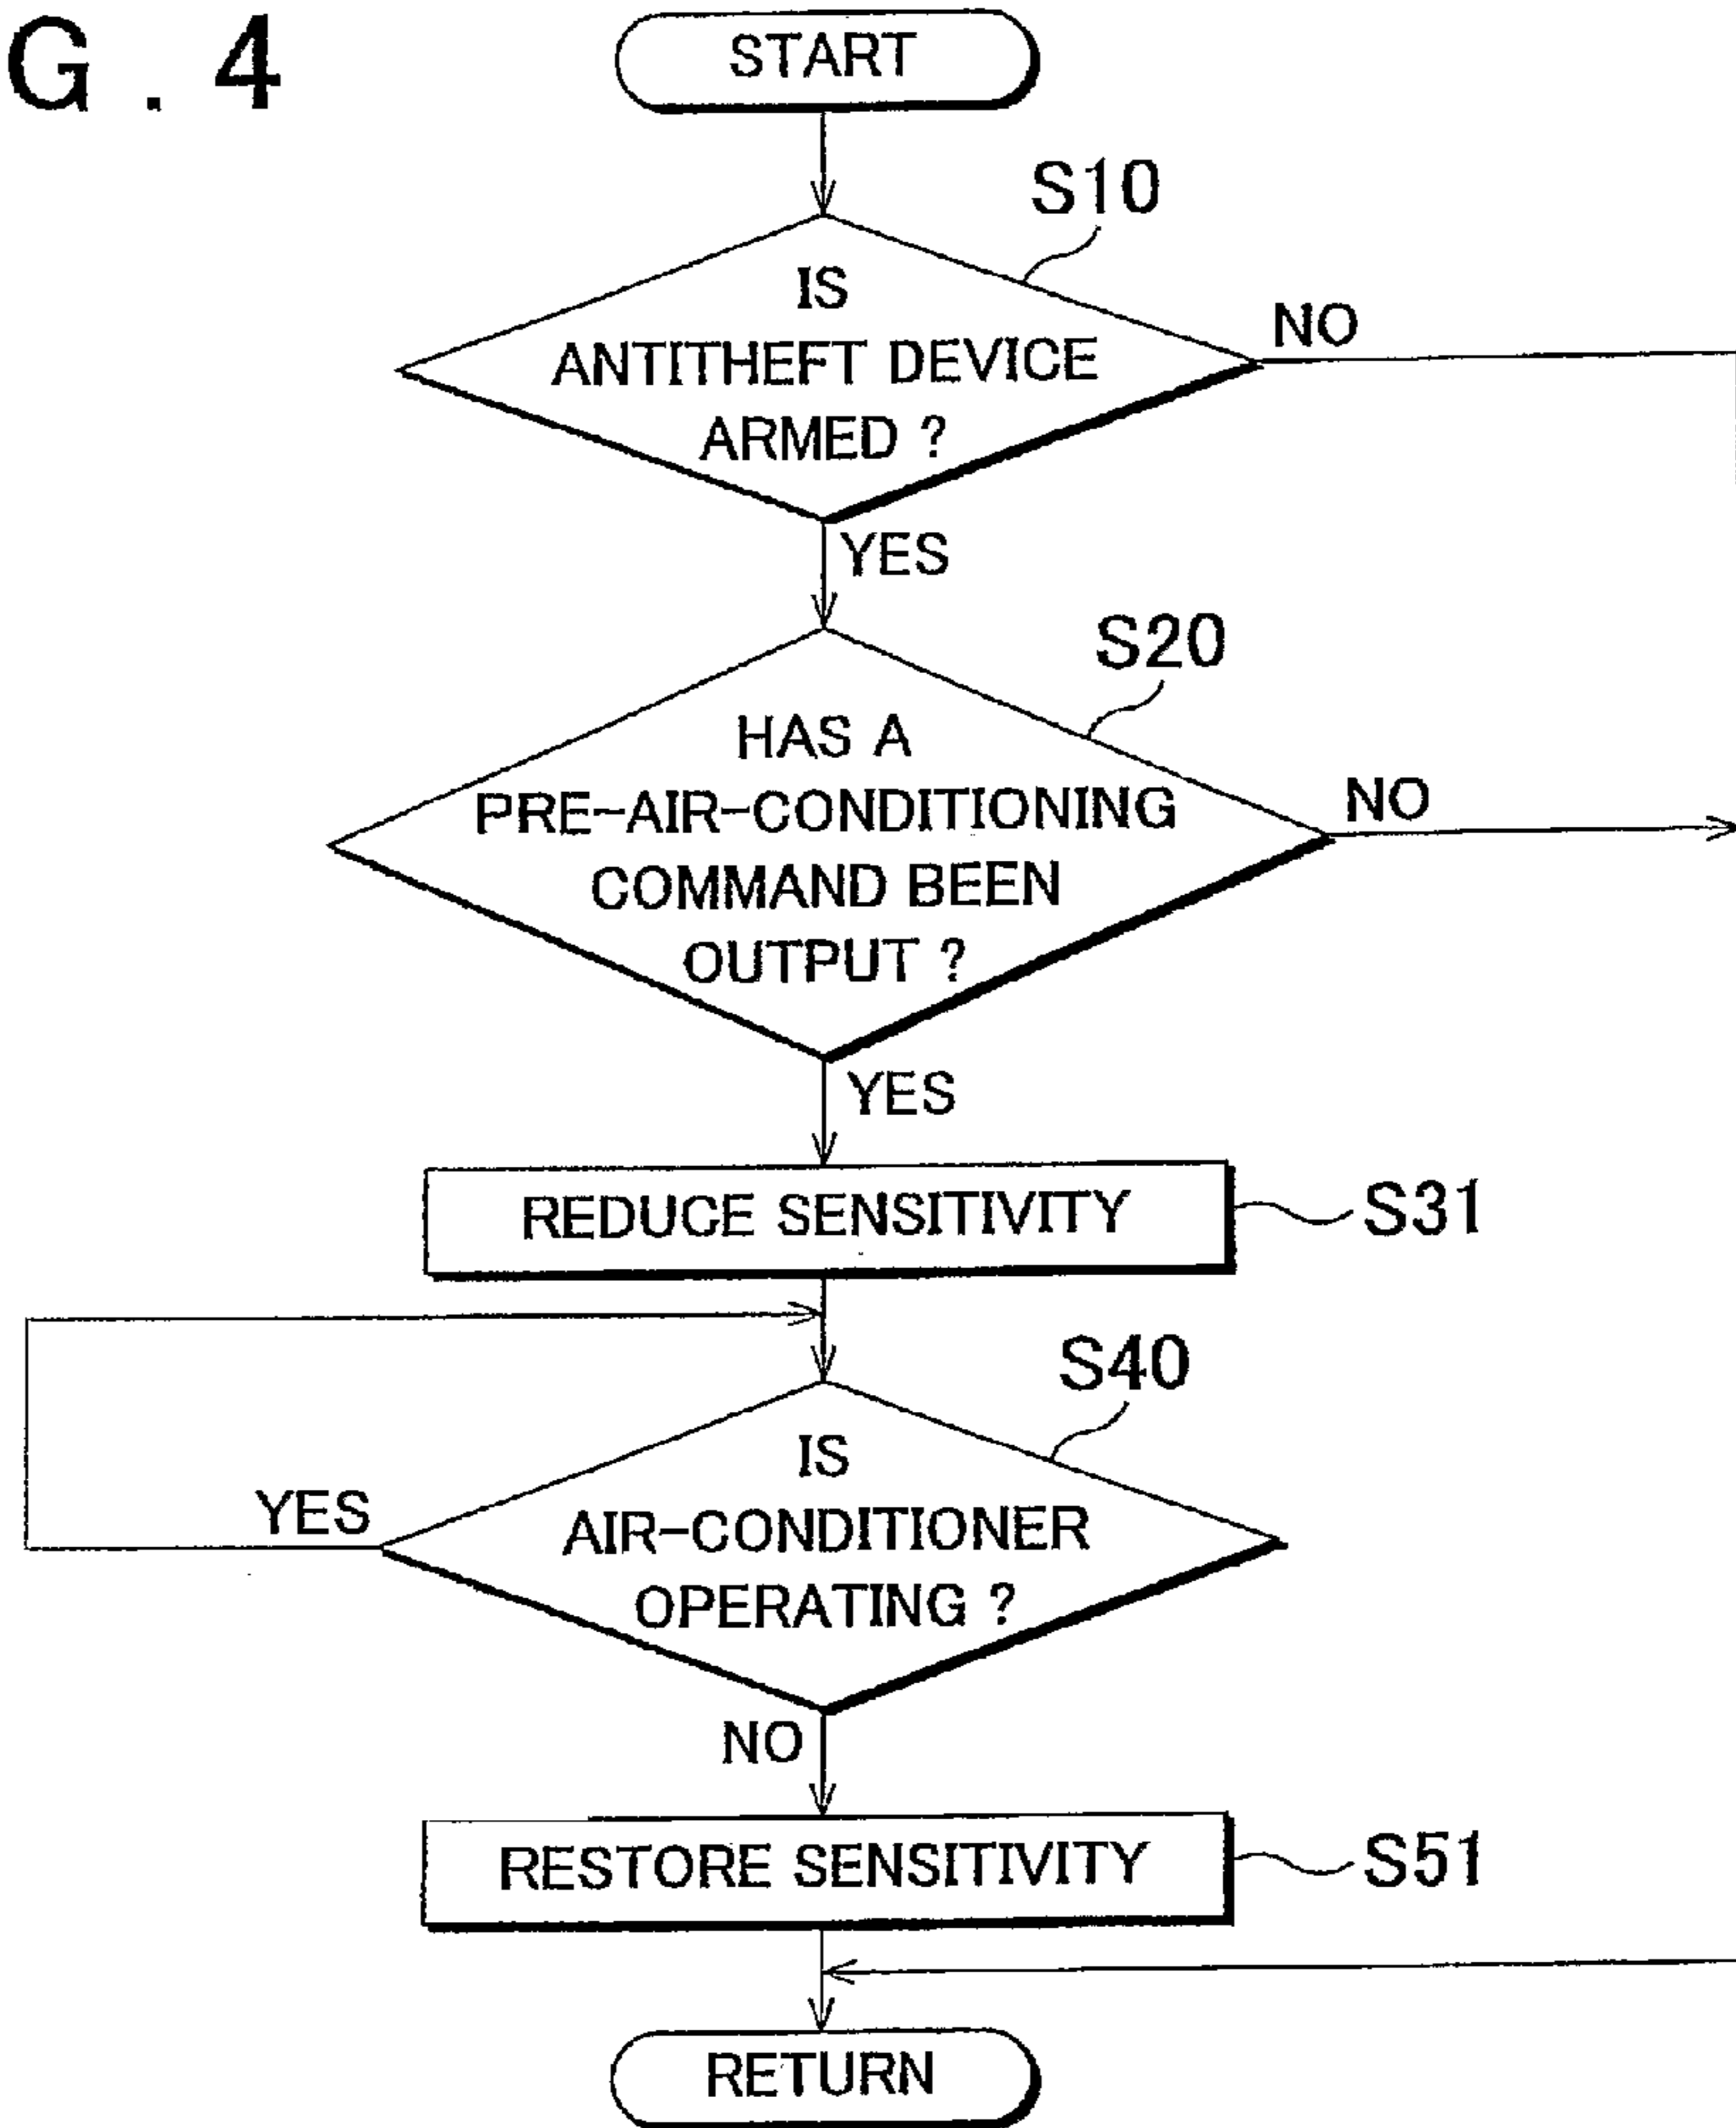 G . 4
START
S10
IS
ANTITHEFT DEVICE
ARMED ?
NO
YES
S20
HAS A
PRE-AIR-CONDITIONING
COMMAND BEEN
OUTPUT ?
NO
YES
REDUCE SENSITIVITY
S31
S40
IS
AIR-CONDITIONER
OPERATING ?
YES
NO
RESTORE SENSITIVITY
S51
RETURN